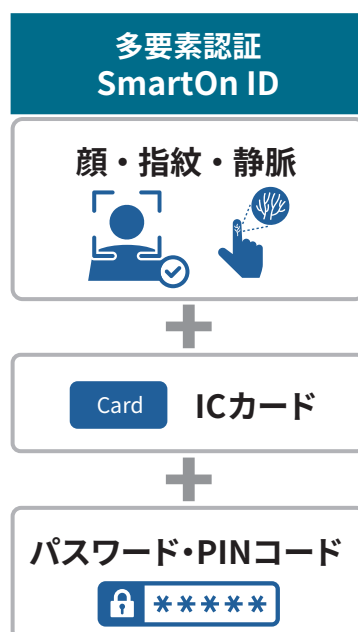 多要素認証
SmartOn ID
顔・指紋・静脈
Card
ICカード
パスワード・PINコード
*****